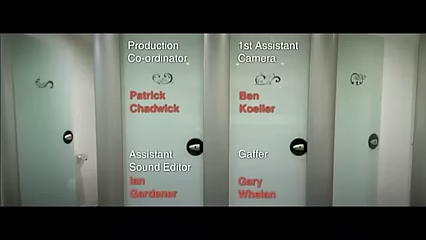 Production
Co-ordinator
Patrick
Chadwick
1st Assistant
Camera
Ben
Koeller
Assistant
Sound Editor
Ian
Gardener
Gaffer
Gary
Whelan